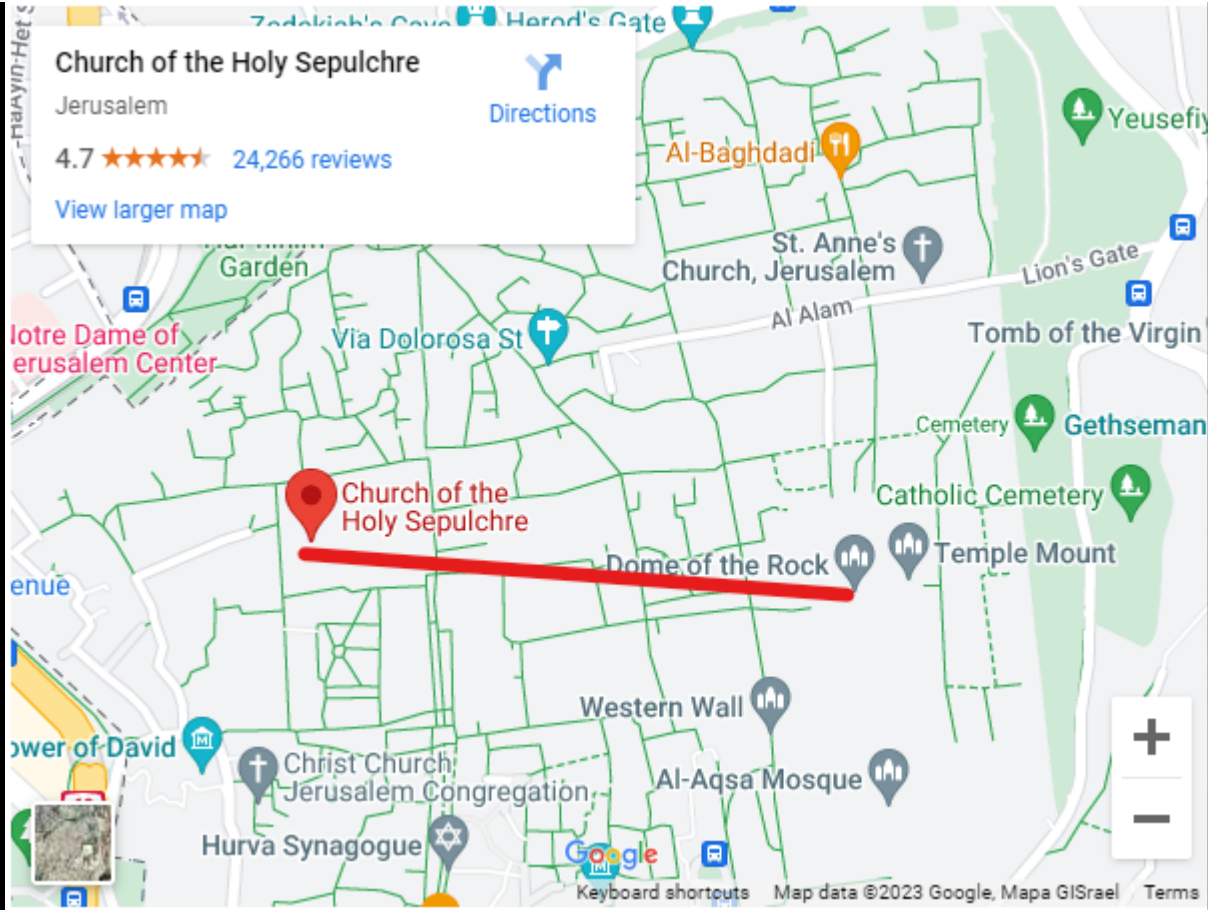 Zedekiah's Cave
Herod's Gate
Church of the Holy Sepulchre
Jerusalem
Directions
4.7
24,266 reviews
View larger map
Al-Baghdadi
Yeusefiy
Garden
St. Anne's
Church, Jerusalem
Lion's Gate
Al Alam
Via Dolorosa St
Notre Dame of
erusalem Center
Tomb of the Virgin
Cemetery
Gethseman
Church of the
Holy Sepulchre
Catholic Cemetery
Dome of the Rock
Temple Mount
enue
Western Wall
ower of David
Christ Church
Jerusalem Congregation
Al-Aqsa Mosque
Hurva Synagogue
Google
Keyboard shortcuts
Map data ©2023 Google, Mapa GISrael
Terms